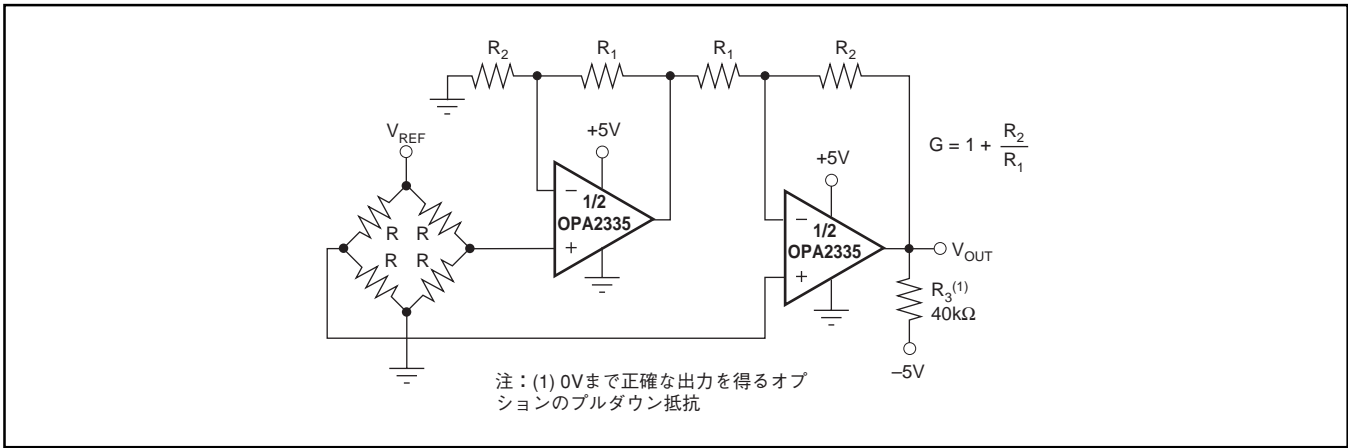 R2
R1
R1
R2
VREF
+5V
+5V
G = 1 + R2/R1
R
R
R
R
−
1/2
OPA2335
+
−
1/2
OPA2335
+
VOUT
R3(1)
40kΩ
–5V
注：(1) 0Vまで正確な出力を得るオプ
ションのプルダウン抵抗